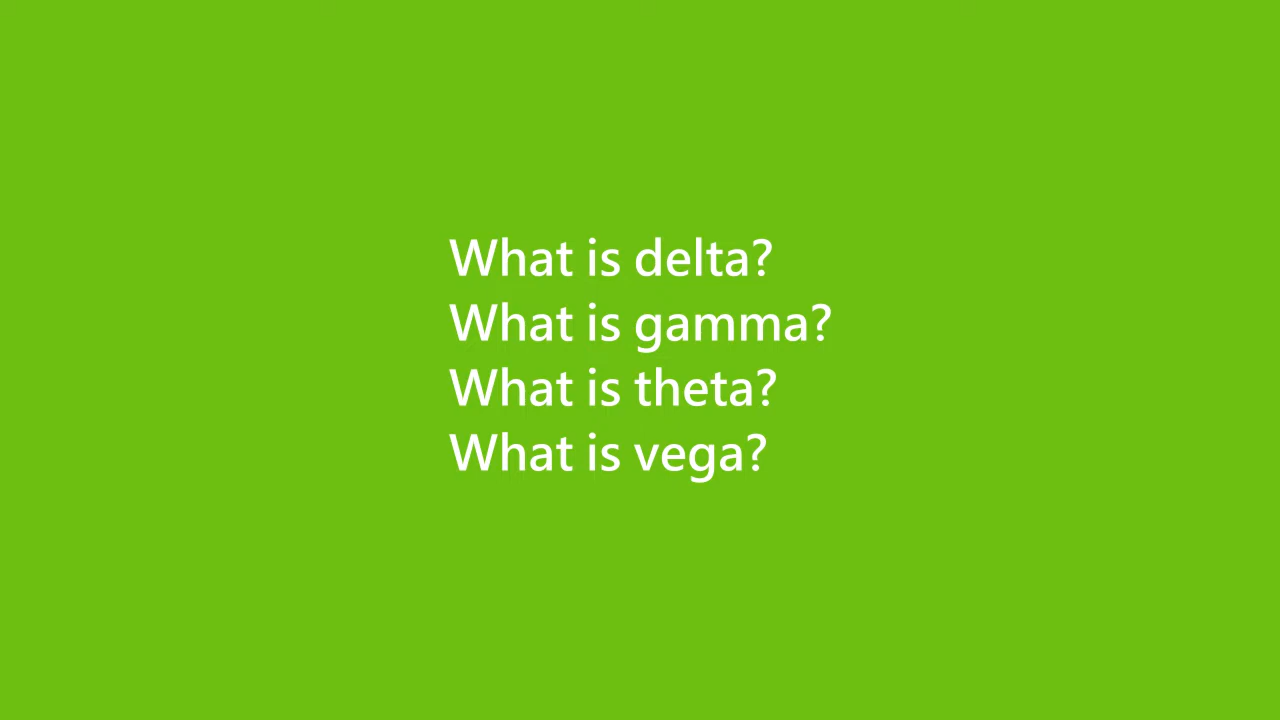 What is delta?
What is gamma?
What is theta?
What is vega?